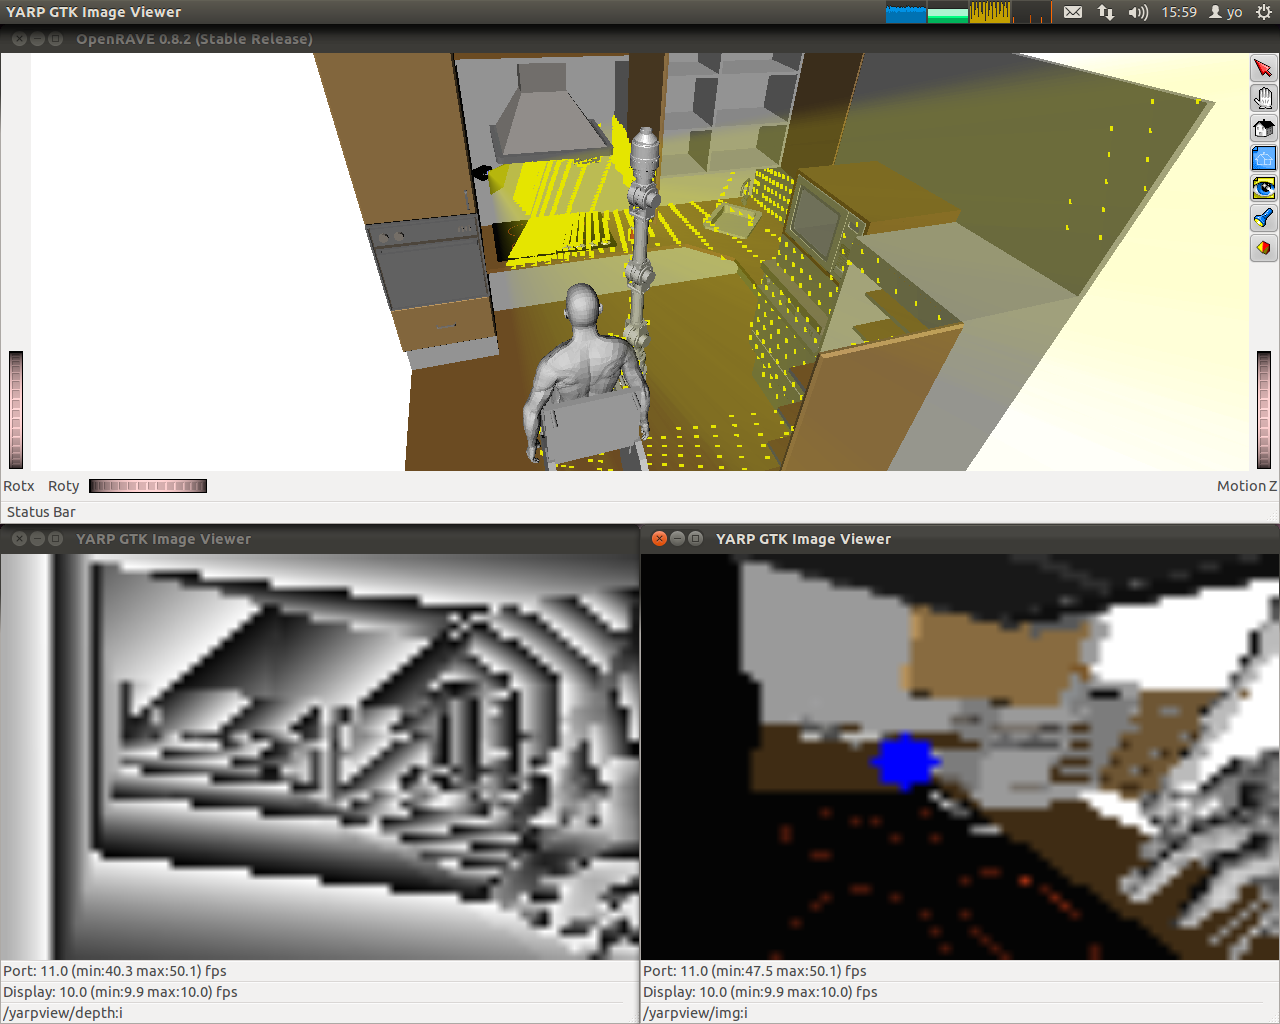 YARP GTK Image Viewer
15:59
yo
OpenRAVE 0.8.2 (Stable Release)
Rotx Roty
Motion Z
Status Bar
YARP GTK Image Viewer
Port: 11.0 (min:40.3 max:50.1) fps
Display: 10.0 (min:9.9 max:10.0) fps
/yarpview/depth:i
YARP GTK Image Viewer
Port: 11.0 (min:47.5 max:50.1) fps
Display: 10.0 (min:9.9 max:10.0) fps
/yarpview/img:i